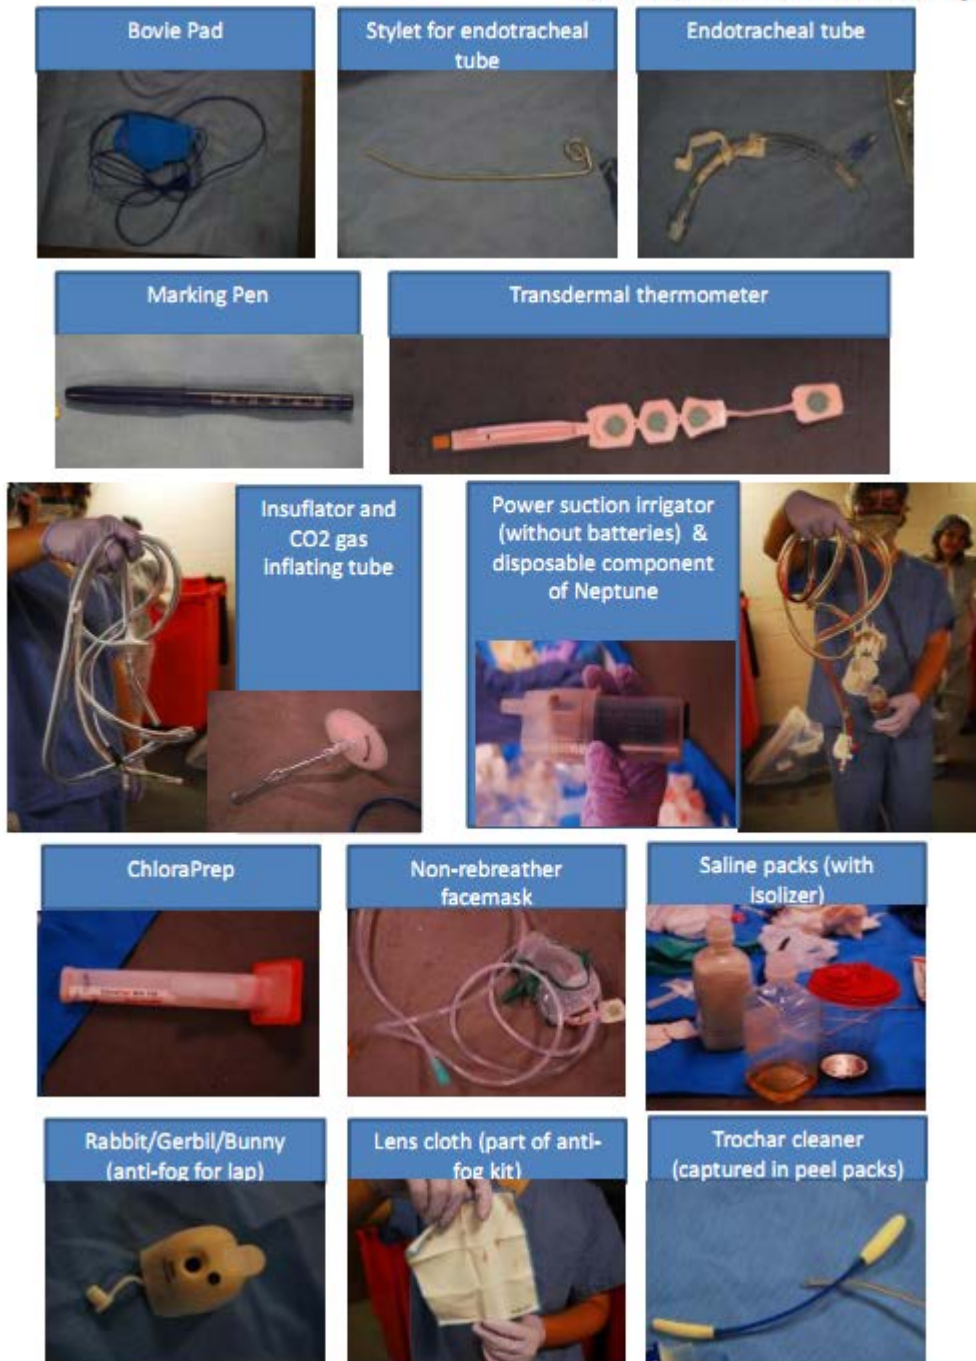 Bovie Pad
Stylet for endotracheal
tube
Endotracheal tube
Marking Pen
Transdermal thermometer
Insuflator and
CO2 gas
inflating tube
Power suction irrigator
(without batteries) &
disposable component
of Neptune
ChloraPrep
Non-rebreather
facemask
Saline packs (with
isolizer)
Rabbit/Gerbil/Bunny
(anti-fog for lap)
Lens cloth (part of anti-
fog kit)
Trochar cleaner
(captured in peel packs)